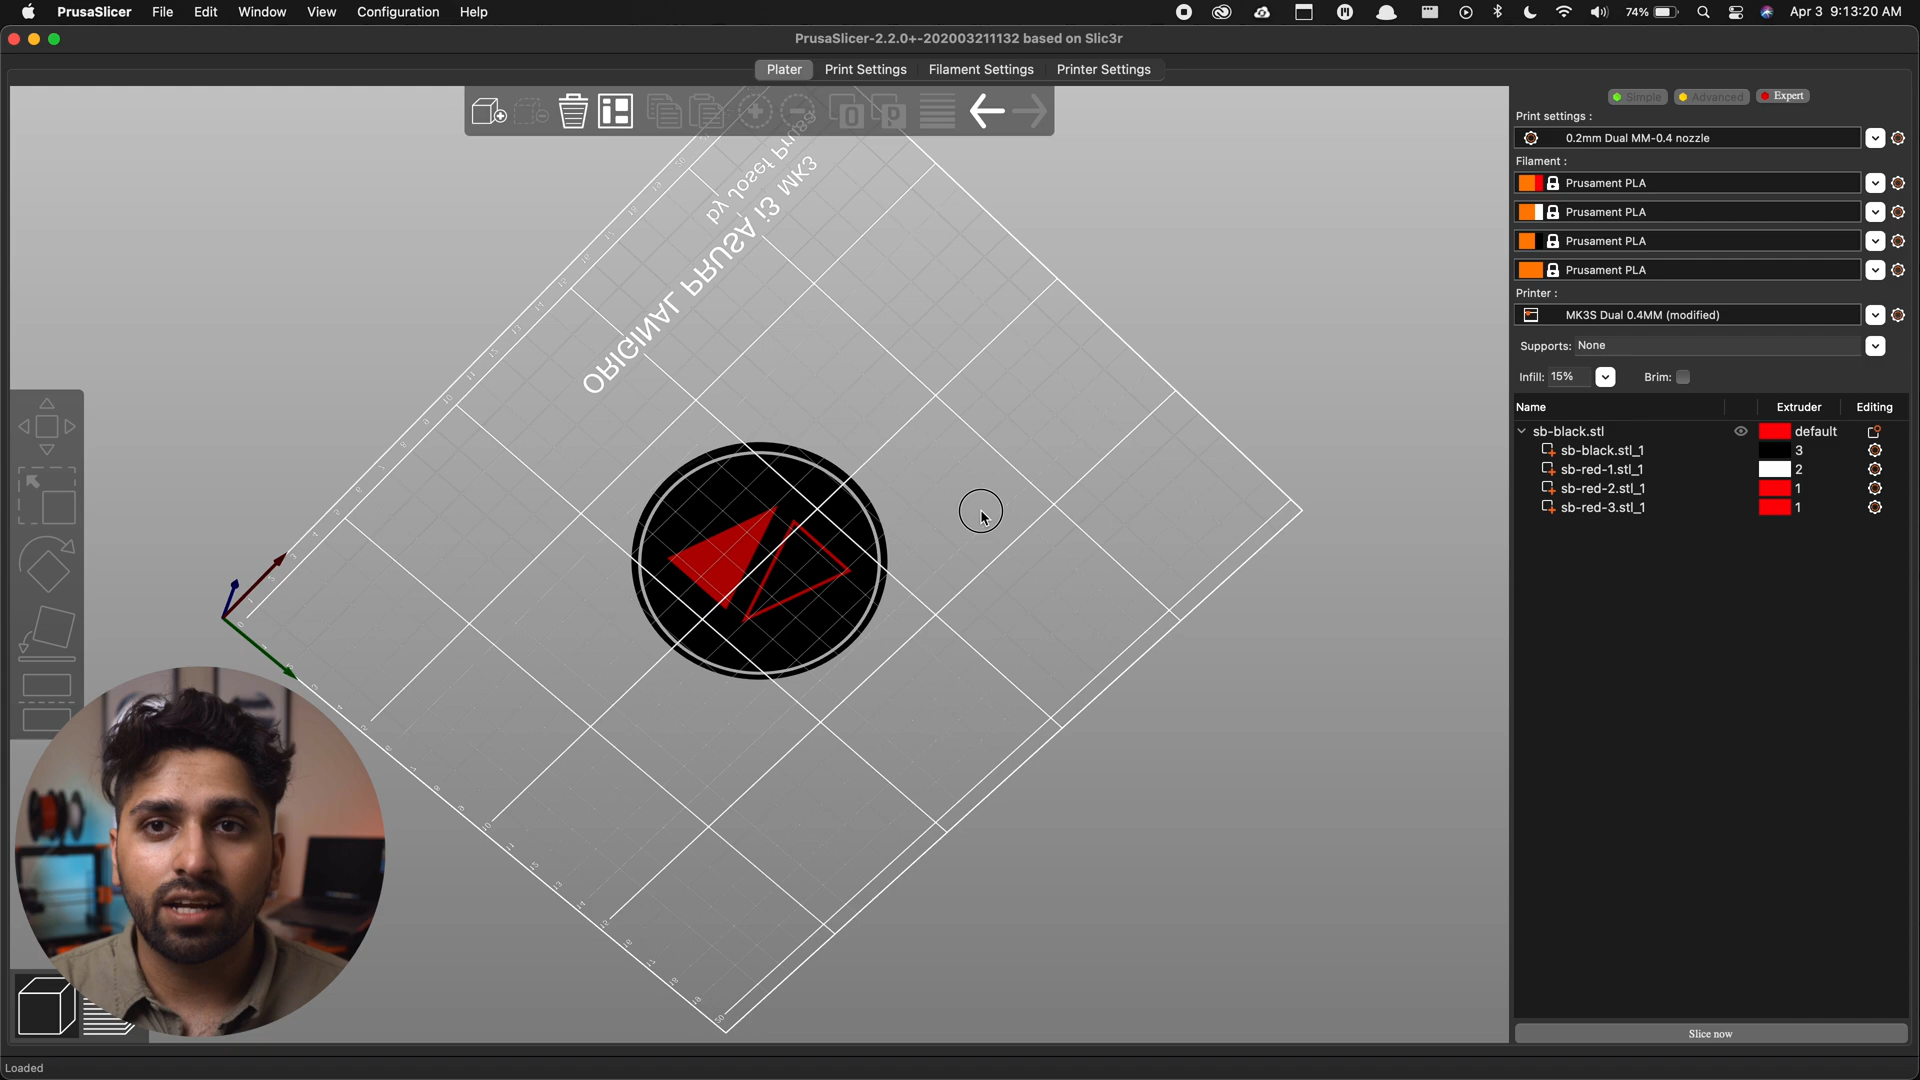 PrusaSlicer File Edit Window View Configuration Help
74%
Apr 3 9:13:20 AM
PrusaSlicer-2.2.0+-202003211132 based on Slic3r
Plater Print Settings Filament Settings Printer Settings
Simple Advanced Expert
Print settings :
0.2mm Dual MM-0.4 nozzle
Filament :
Prusament PLA
Prusament PLA
Prusament PLA
Prusament PLA
Printer :
MK3S Dual 0.4MM (modified)
Supports: None
Infill: 15% Brim:
Name Extruder Editing
sb-black.stl default
sb-black.stl_1 3
sb-red-1.stl_1 2
sb-red-2.stl_1 1
sb-red-3.stl_1 1
ORIGINAL PRUSA i3 MK3
by Josef Prusa
Slice now
Loaded